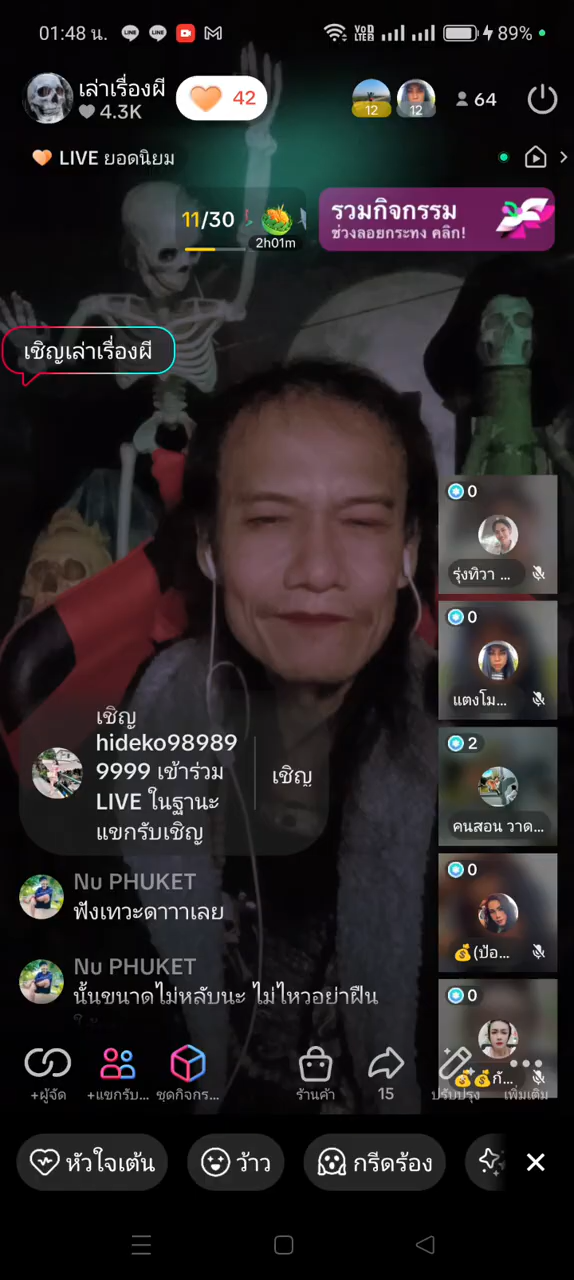 01:48 น.
LINE LINE
VoD LTE2
89%
เล่าเรื่องผี
4.3K
42
12
12
64
LIVE ยอดนิยม
11/30
2h01m
รวมกิจกรรม
ช่วงลอยกระทง คลิก!
เชิญเล่าเรื่องผี
0
รุ่งทิวา ...
0
แตงโม...
2
คนสอน วาด...
0
(ป้อ...
0
เชิญ
hideko98989
9999 เข้าร่วม
LIVE ในฐานะ
แขกรับเชิญ
เชิญ
Nu PHUKET
ฟังเทวะดาาาเลย
Nu PHUKET
นั้นขนาดไม่หลับนะ ไม่ไหวอย่าฝืน
+ผู้จัด
+แขกรับ...
ชุดกิจกร...
ร้านค้า
15
ปรับปรุง
เพิ่มเติม
หัวใจเต้น
ว้าว
กรีดร้อง